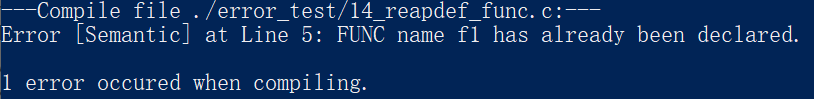 ---Compile file ./error_test/14_reapdef_func.c:---
Error [Semantic] at Line 5: FUNC name f1 has already been declared.
1 error occured when compiling.